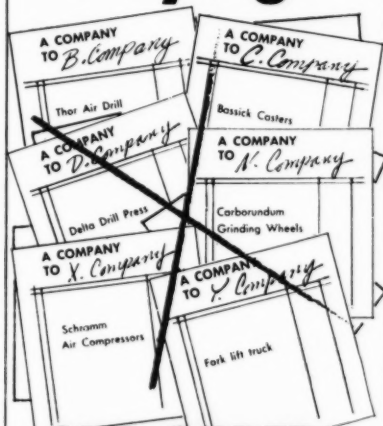 A COMPANY
TO B. Company
Thor Air Drill
A COMPANY
TO C. Company
Bassick Casters
A COMPANY
TO D. Company
Delta Drill Press
A COMPANY
TO N. Company
Carborundum
Grinding Wheels
A COMPANY
TO X. Company
Schramm
Air Compressors
A COMPANY
TO Y. Company
Fork lift truck